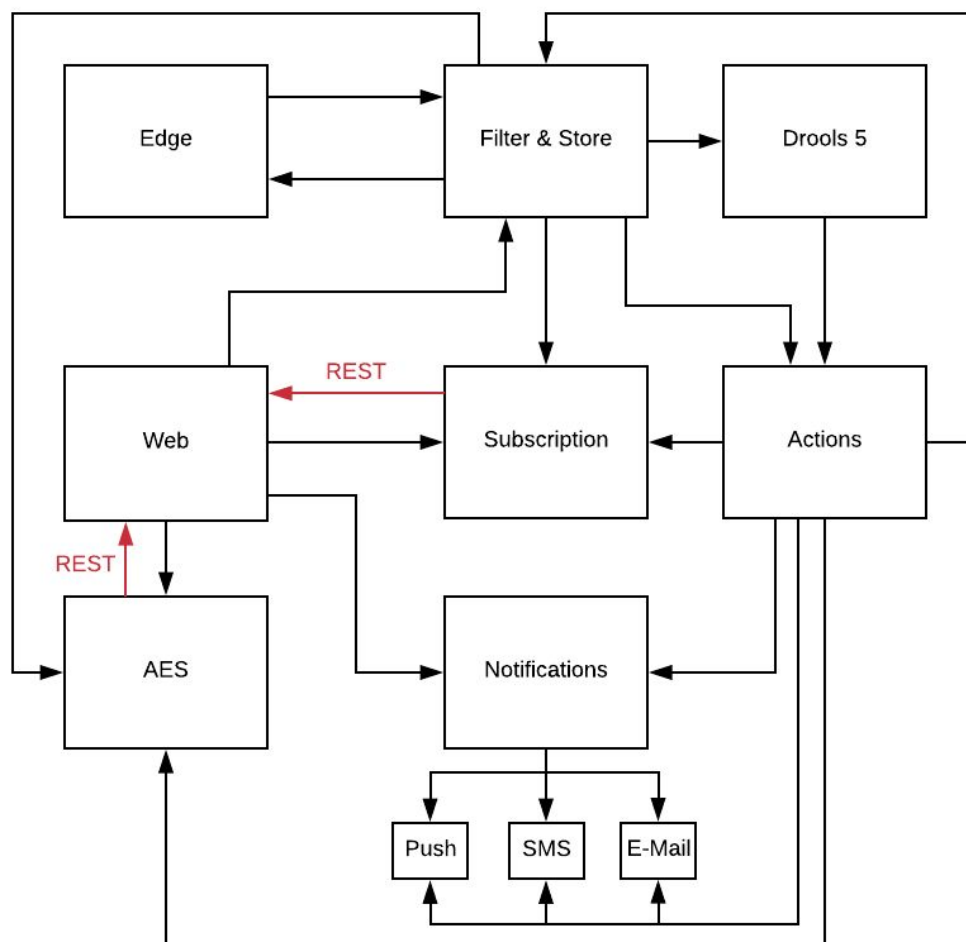 Edge
Filter & Store
Drools 5
REST
Web
Subscription
Actions
REST
AES
Notifications
Push
SMS
E-Mail